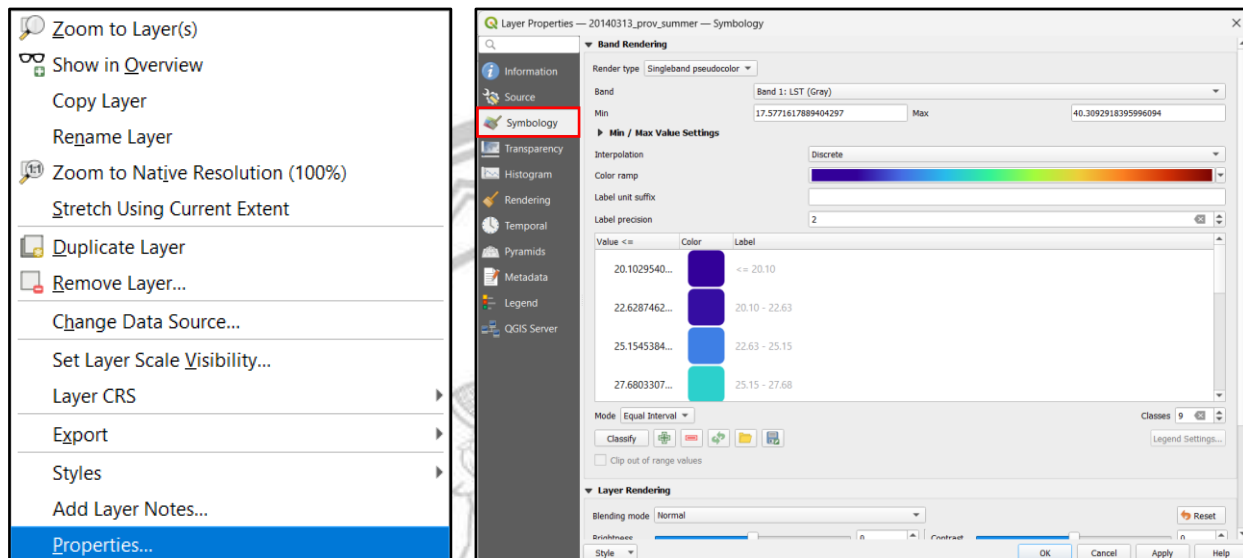 Zoom to Layer(s)
Show in Overview
Copy Layer
Rename Layer
1:1
Zoom to Native Resolution (100%)
Stretch Using Current Extent
Duplicate Layer
Remove Layer...
Change Data Source...
Set Layer Scale Visibility...
Layer CRS
Export
Styles
Add Layer Notes...
Properties...
Layer Properties — 20140313_prov_summer — Symbology
Information
Source
Symbology
Transparency
Histogram
Rendering
Temporal
Pyramids
Metadata
Legend
QGIS Server
Band Rendering
Render type Singleband pseudocolor
Band Band 1: LST (Gray)
Min 17.5771617889404297 Max 40.3092918395996094
Min / Max Value Settings
Interpolation Discrete
Color ramp
Label unit suffix
Label precision 2
Value <= Color Label
20.1029540... <= 20.10
22.6287462... 20.10 - 22.63
25.1545384... 22.63 - 25.15
27.6803307... 25.15 - 27.68
Mode Equal Interval Classes 9
Classify Legend Settings...
Clip out of range values
Layer Rendering
Blending mode Normal Reset
Brightness 0 Contrast 0
Style OK Cancel Apply Help